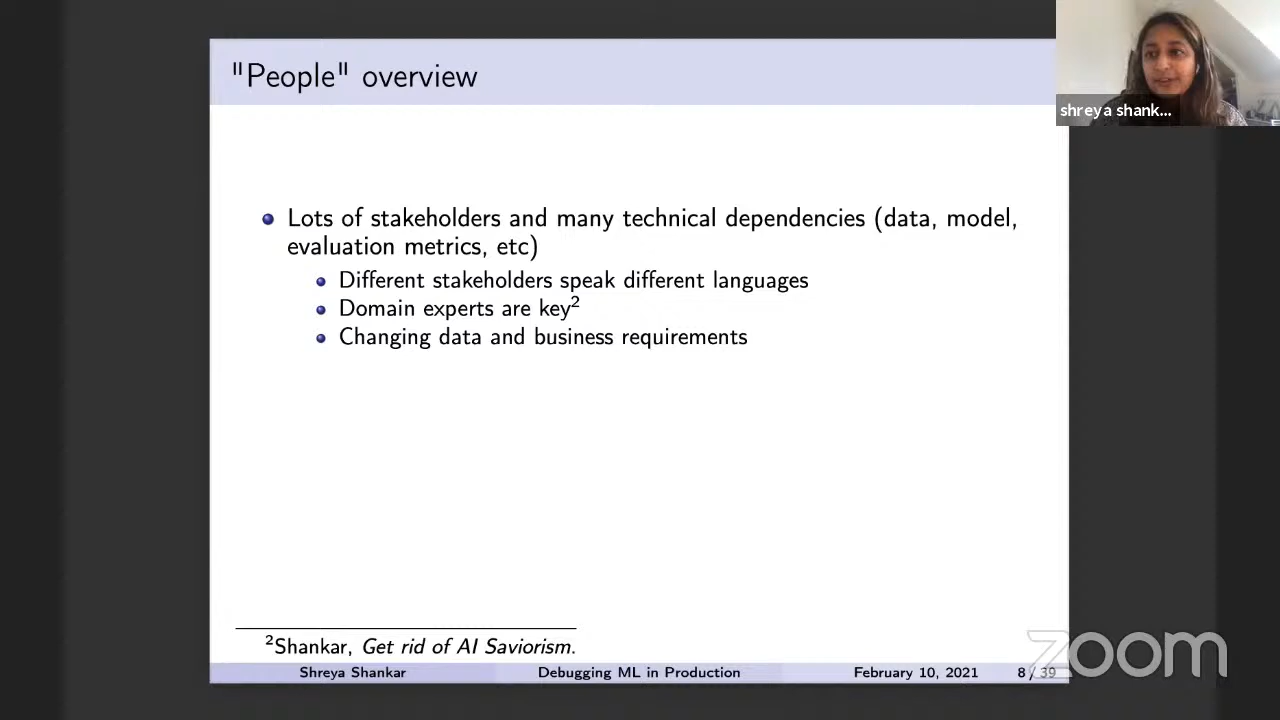 "People" overview
shreya shank...
Lots of stakeholders and many technical dependencies (data, model,
evaluation metrics, etc)
Different stakeholders speak different languages
Domain experts are key²
Changing data and business requirements
²Shankar, Get rid of AI Saviorism.
Shreya Shankar Debugging ML in Production February 10, 2021 8 / 39
zoom